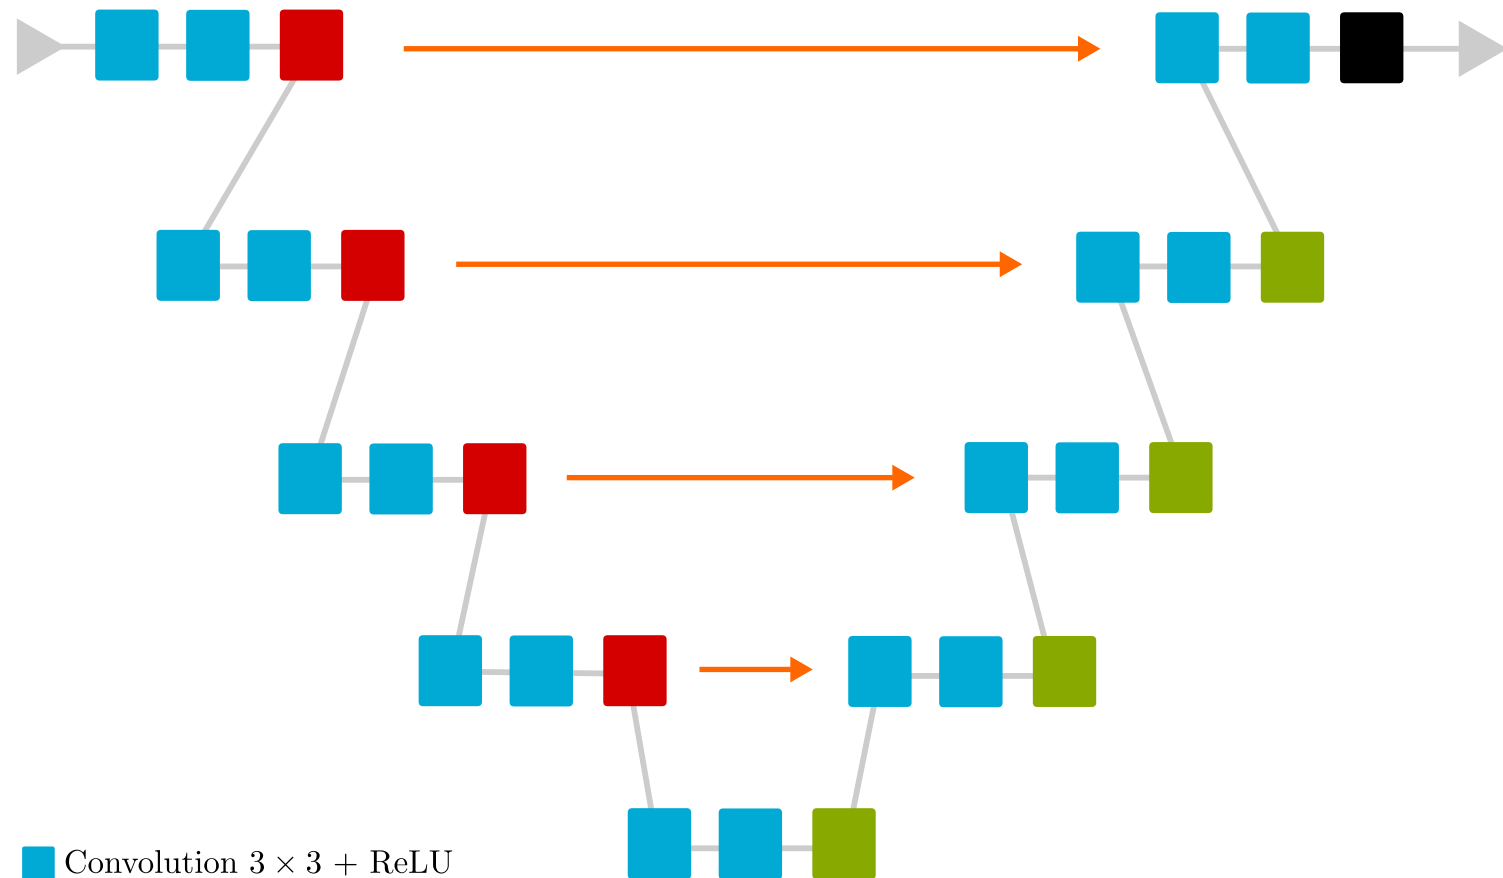 Convolution 3 × 3 + ReLU